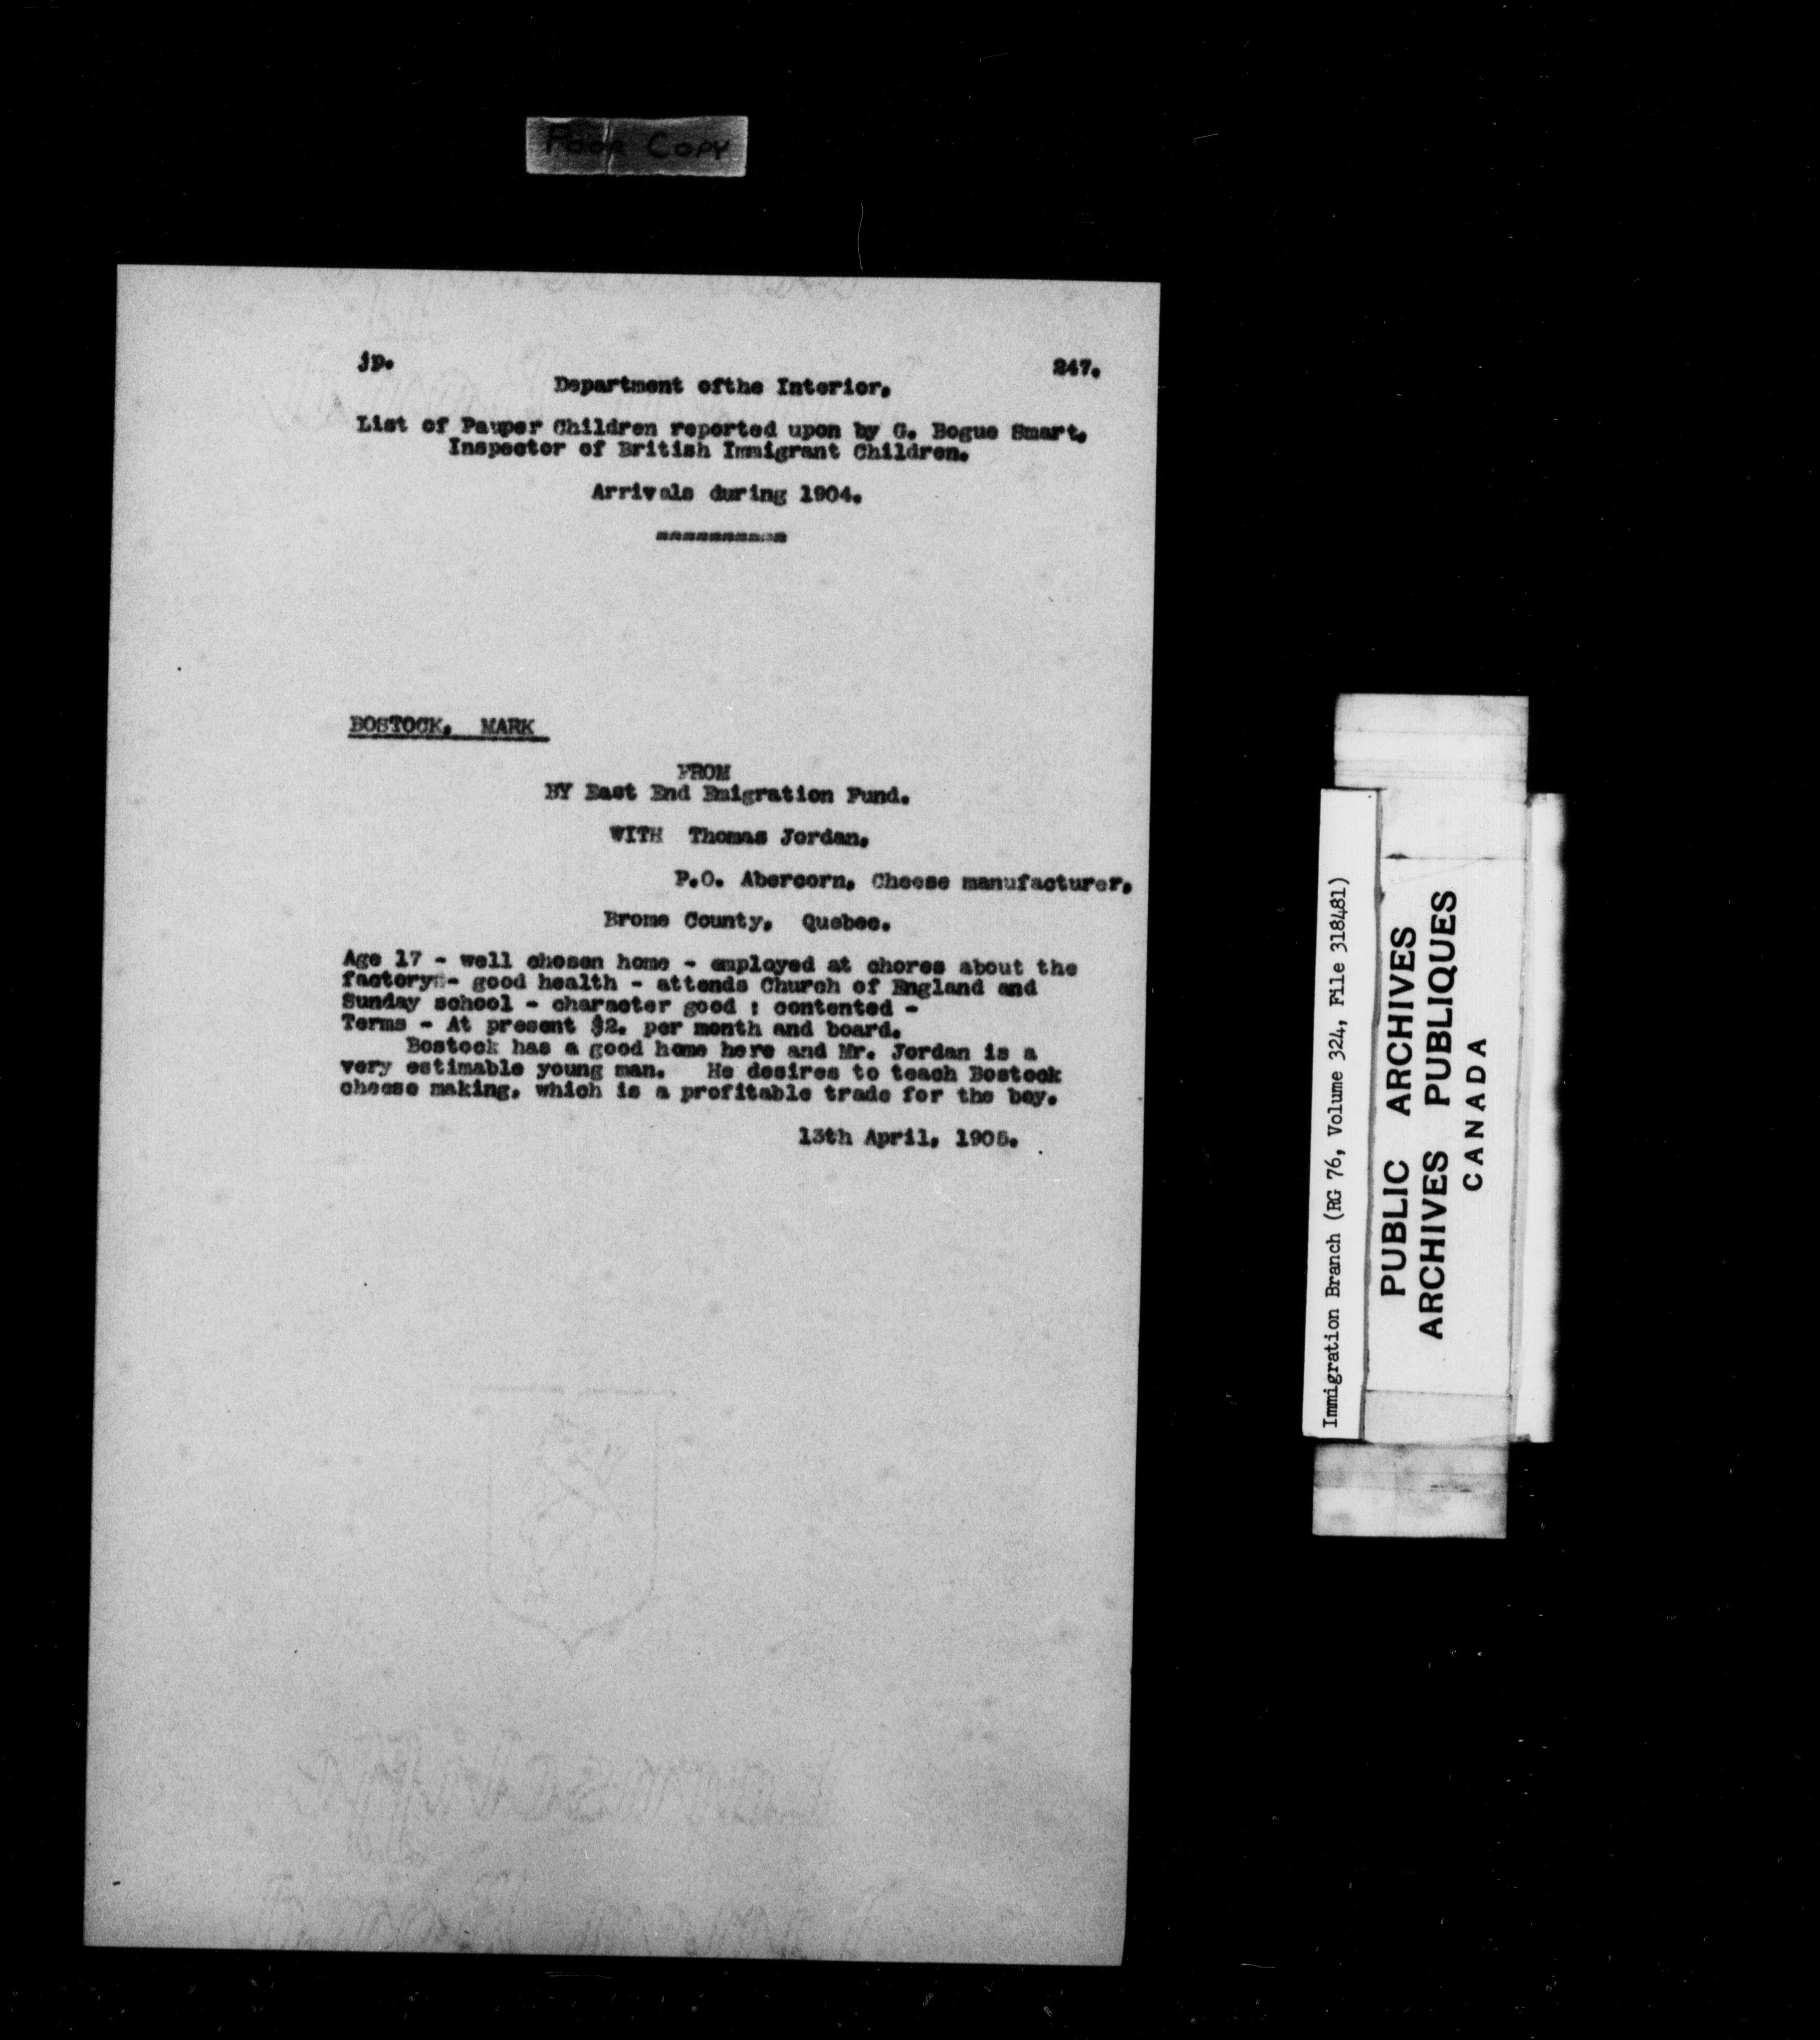 Poor Copy
jp.
247.
Department ofthe Interior.
List of Pauper Children reported upon by G. Bogue Smart,
Inspector of British Immigrant Children.
Arrivals during 1904.
BOSTOCK, MARK
FROM
BY East End Emigration Fund.
WITH Thomas Jordan,
P.O. Abercorn, Cheese manufacturer,
Brome County, Quebec.
Age 17 - well chosen home - employed at chores about the
factory - good health - attends Church of England and
Sunday school - character good ; contented -
Terms - At present $2. per month and board.
Bostock has a good home here and Mr. Jordan is a
very estimable young man. He desires to teach Bostock
cheese making, which is a profitable trade for the boy.
13th April, 1905.
Immigration Branch (RG 76, Volume 324, File 318481)
PUBLIC ARCHIVES
ARCHIVES PUBLIQUES
CANADA